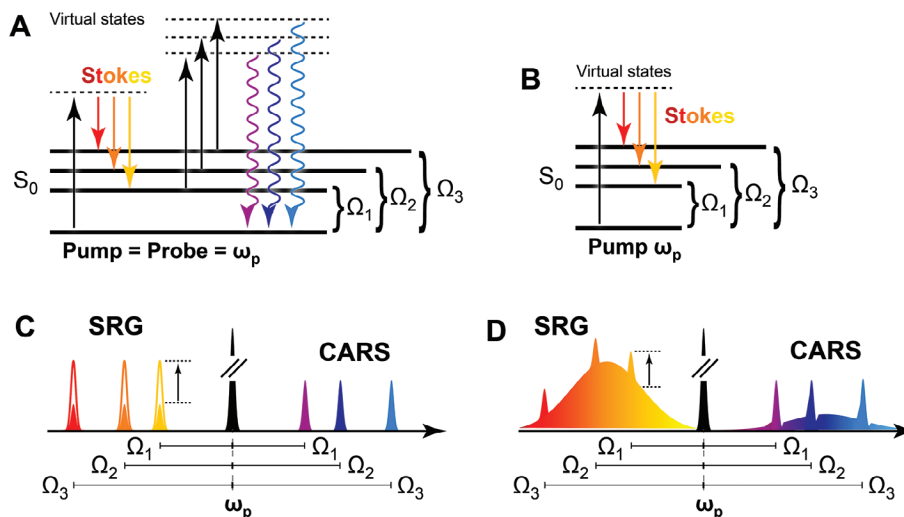 A
Virtual states
Stokes
S0
Ω1
Ω2
Ω3
Pump = Probe = ωp
B
Virtual states
Stokes
S0
Ω1
Ω2
Ω3
Pump ωp
C
SRG
CARS
Ω1
Ω1
Ω2
Ω2
Ω3
Ω3
ωp
D
SRG
CARS
Ω1
Ω1
Ω2
Ω2
Ω3
Ω3
ωp